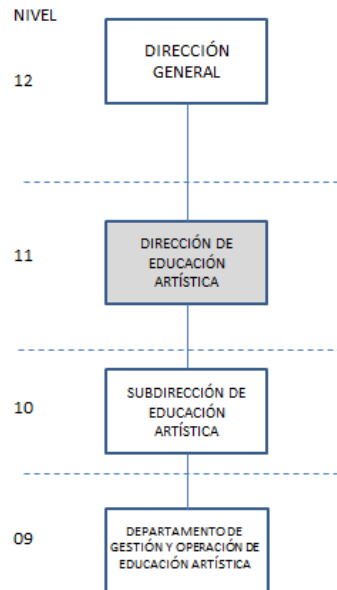 NIVEL
DIRECCIÓN
GENERAL
12
DIRECCIÓN DE
EDUCACIÓN
ARTÍSTICA
11
SUBDIRECCIÓN DE
EDUCACIÓN
ARTÍSTICA
10
DEPARTAMENTO DE
GESTIÓN Y OPERACIÓN DE
EDUCACIÓN ARTÍSTICA
09